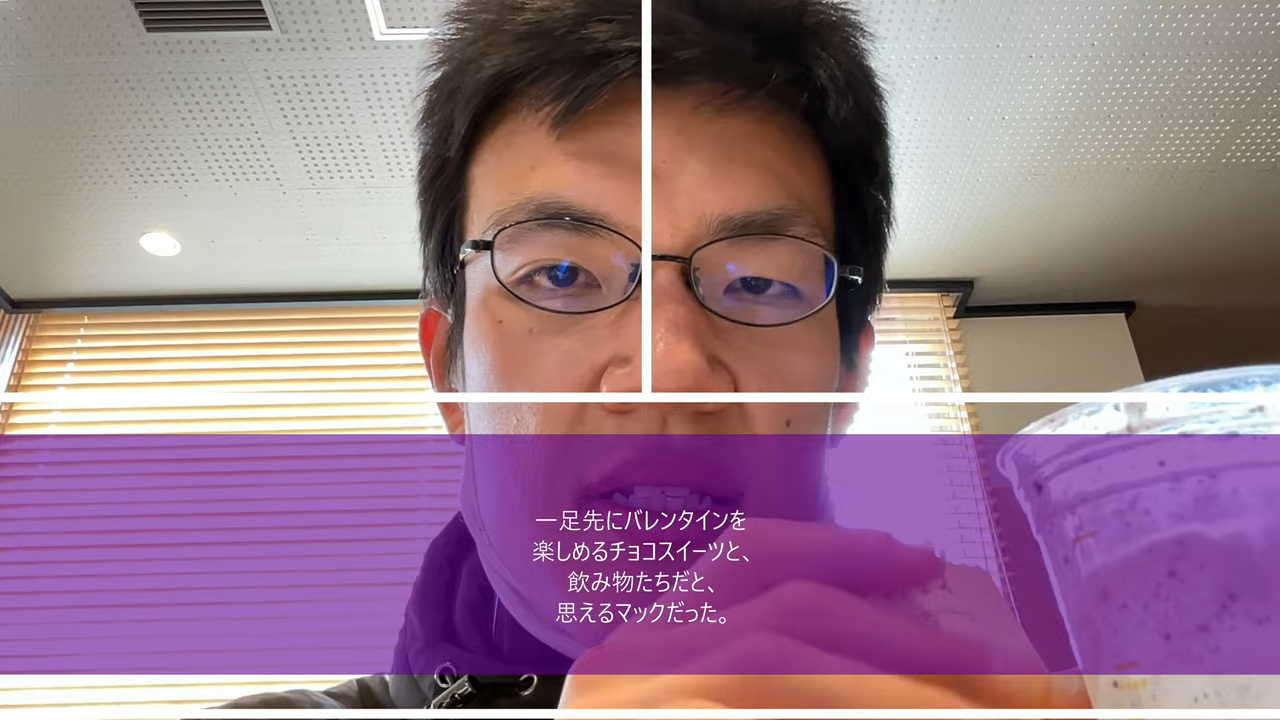 一足先にバレンタインを
楽しめるチョコスイーツと、
飲み物たちだと、
思えるマックだった。